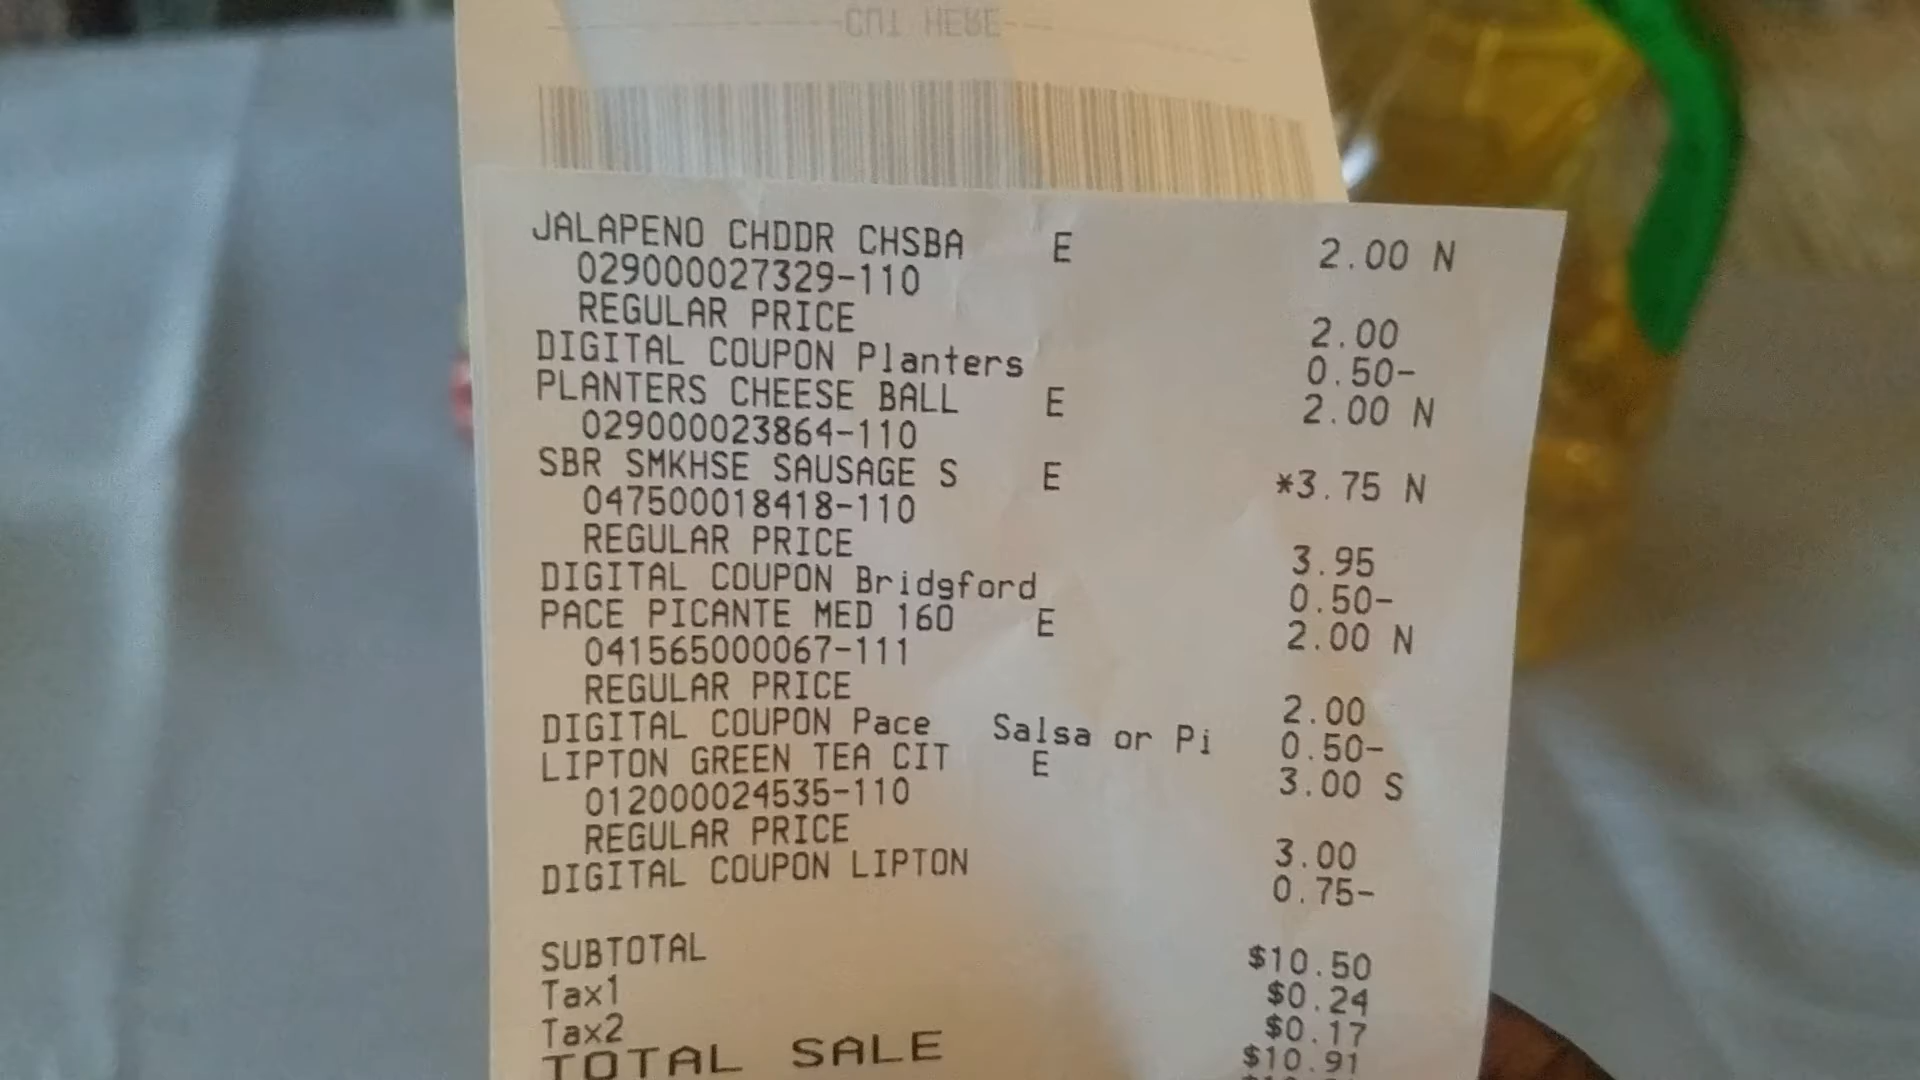 CUT HERE
JALAPENO CHDDR CHSBA E 2.00 N
029000027329-110
REGULAR PRICE 2.00
DIGITAL COUPON Planters 0.50-
PLANTERS CHEESE BALL E 2.00 N
029000023864-110
SBR SMKHSE SAUSAGE S E *3.75 N
047500018418-110
REGULAR PRICE 3.95
DIGITAL COUPON Bridgford 0.50-
PACE PICANTE MED 160 E 2.00 N
041565000067-111
REGULAR PRICE 2.00
DIGITAL COUPON Pace Salsa or Pi 0.50-
LIPTON GREEN TEA CIT E 3.00 S
012000024535-110
REGULAR PRICE 3.00
DIGITAL COUPON LIPTON 0.75-
SUBTOTAL $10.50
Tax1 $0.24
Tax2 $0.17
TOTAL SALE $10.91